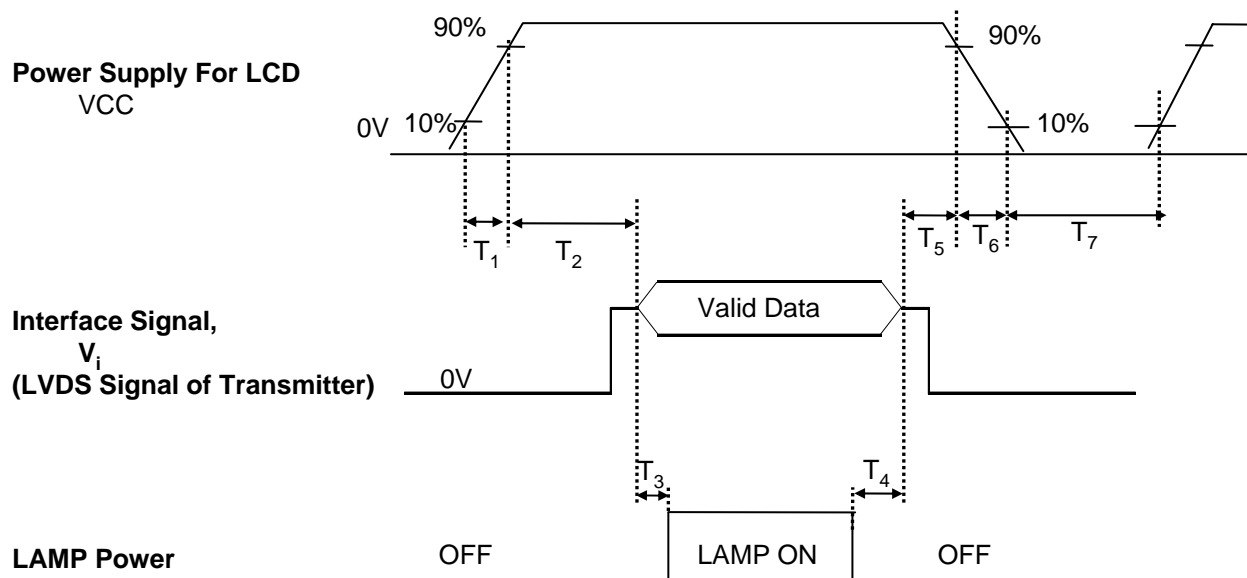 90%
90%
Power Supply For LCD
VCC
0V
10%
10%
T1
T2
T5
T6
T7
Valid Data
Interface Signal,
Vi
(LVDS Signal of Transmitter)
0V
T3
T4
LAMP Power
OFF
LAMP ON
OFF